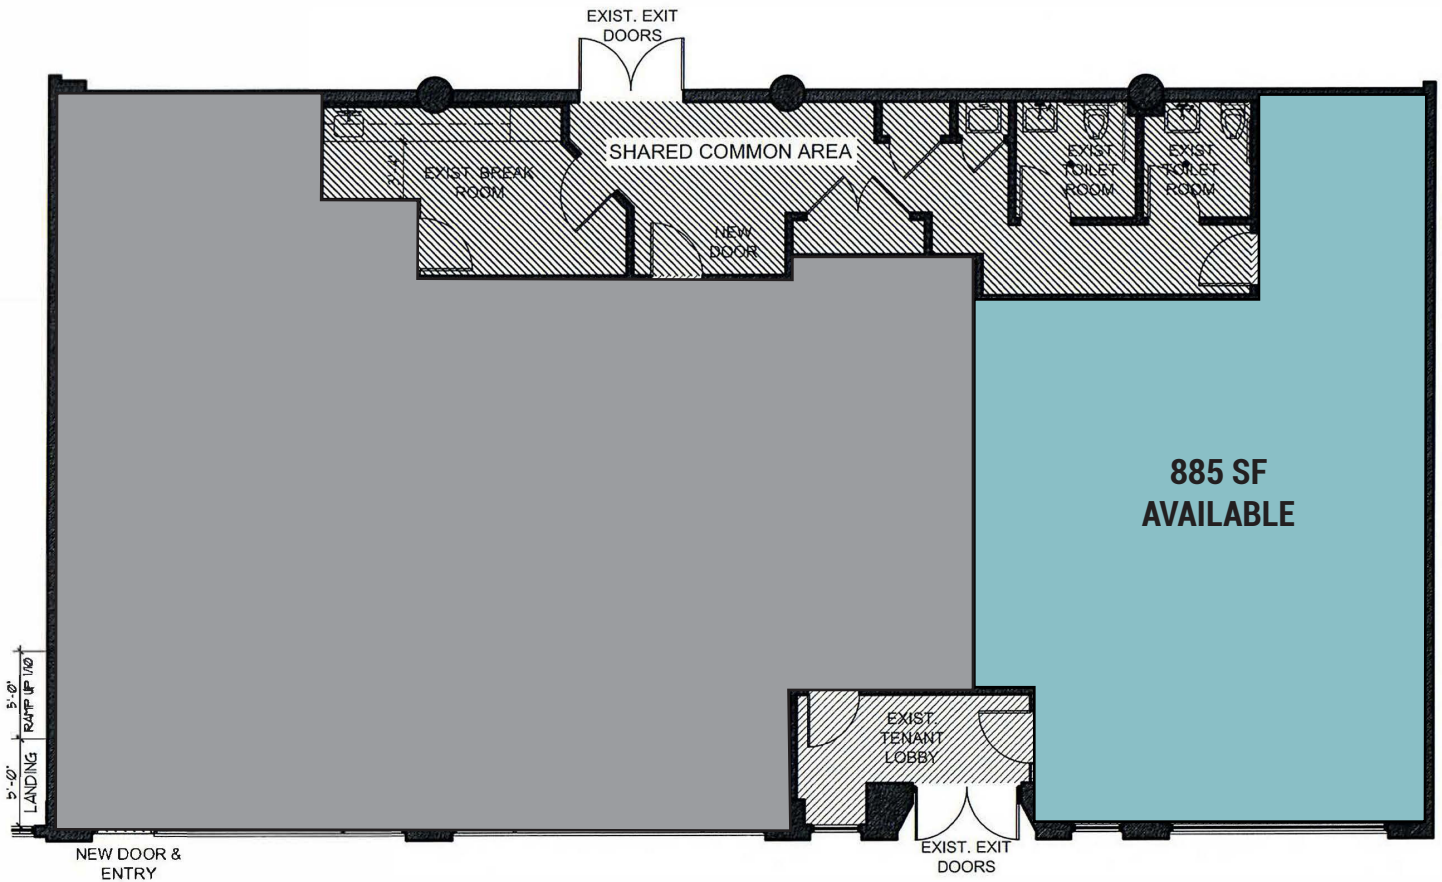 EXIST. EXIT
DOORS
SHARED COMMON AREA
EXIST. BREAK
ROOM
NEW
DOOR
EXIST
TOILET
ROOM
EXIST
TOILET
ROOM
885 SF
AVAILABLE
5'-0"
RAMP UP 1/10
5'-0"
LANDING
EXIST.
TENANT
LOBBY
NEW DOOR &
ENTRY
EXIST. EXIT
DOORS